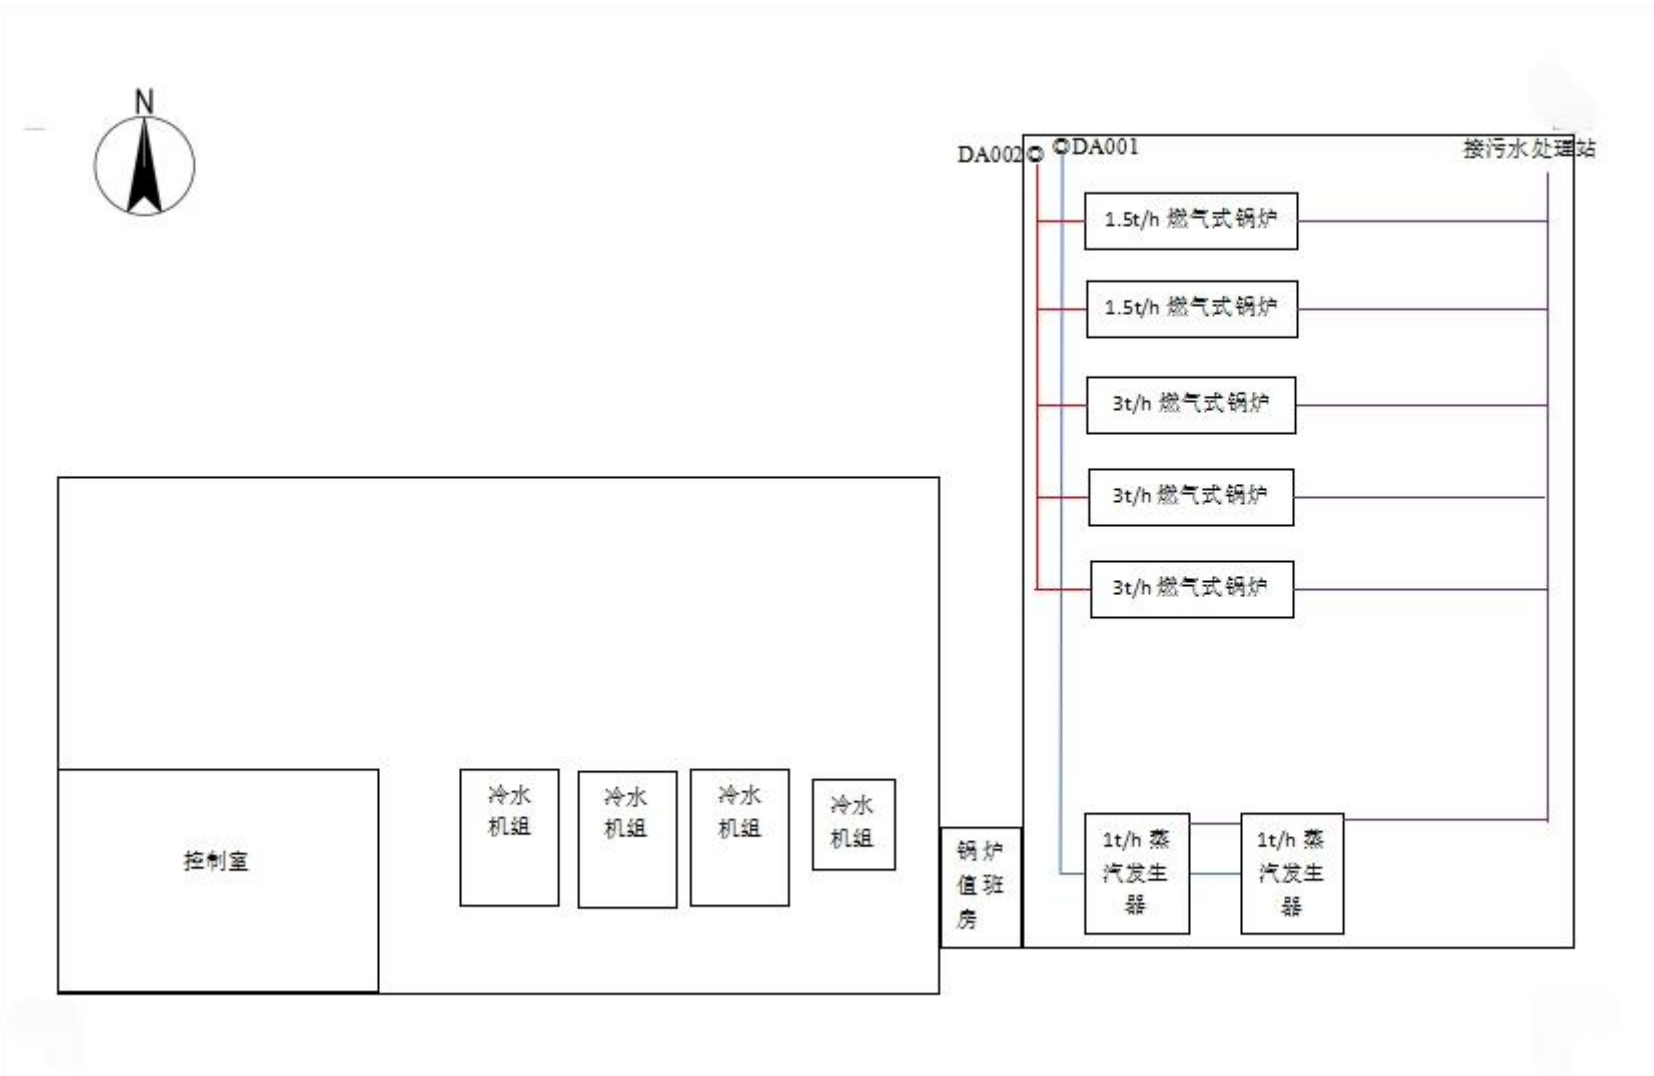 N
DA002◎
◎DA001
接污水处理站
1.5t/h 燃气式锅炉
1.5t/h 燃气式锅炉
3t/h 燃气式锅炉
3t/h 燃气式锅炉
3t/h 燃气式锅炉
控制室
冷水
机组
冷水
机组
冷水
机组
冷水
机组
锅炉
值班
房
1t/h 蒸
汽发生
器
1t/h 蒸
汽发生
器